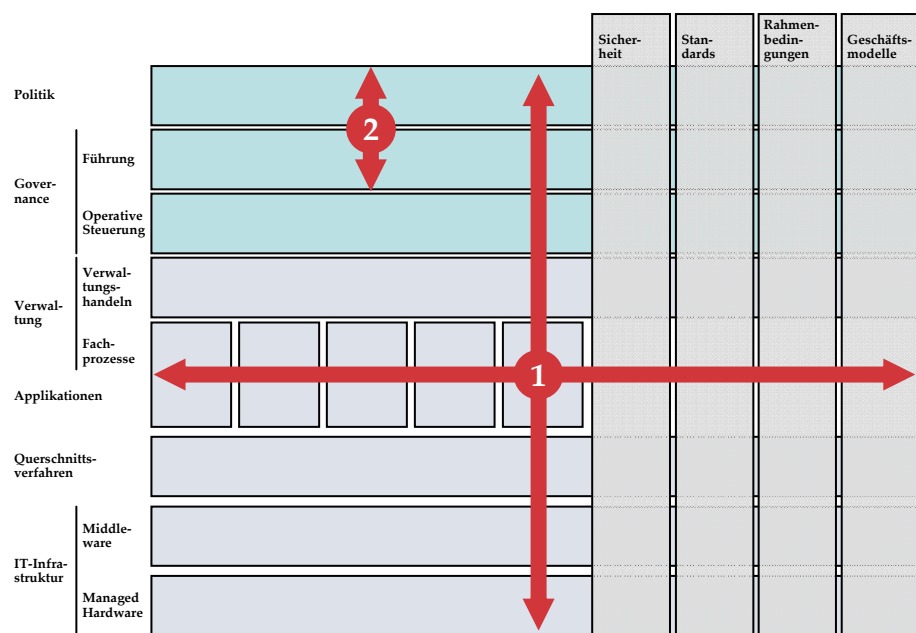 Sicher-
heit
Stan-
dards
Rahmen-
bedin-
gungen
Geschäfts-
modelle
Politik
2
Führung
Gover-
nance
Operative
Steuerung
Verwal-
tungs-
handeln
Verwal-
tung
Fach-
prozesse
1
Applikationen
Querschnitts-
verfahren
Middle-
ware
IT-Infra-
struktur
Managed
Hardware